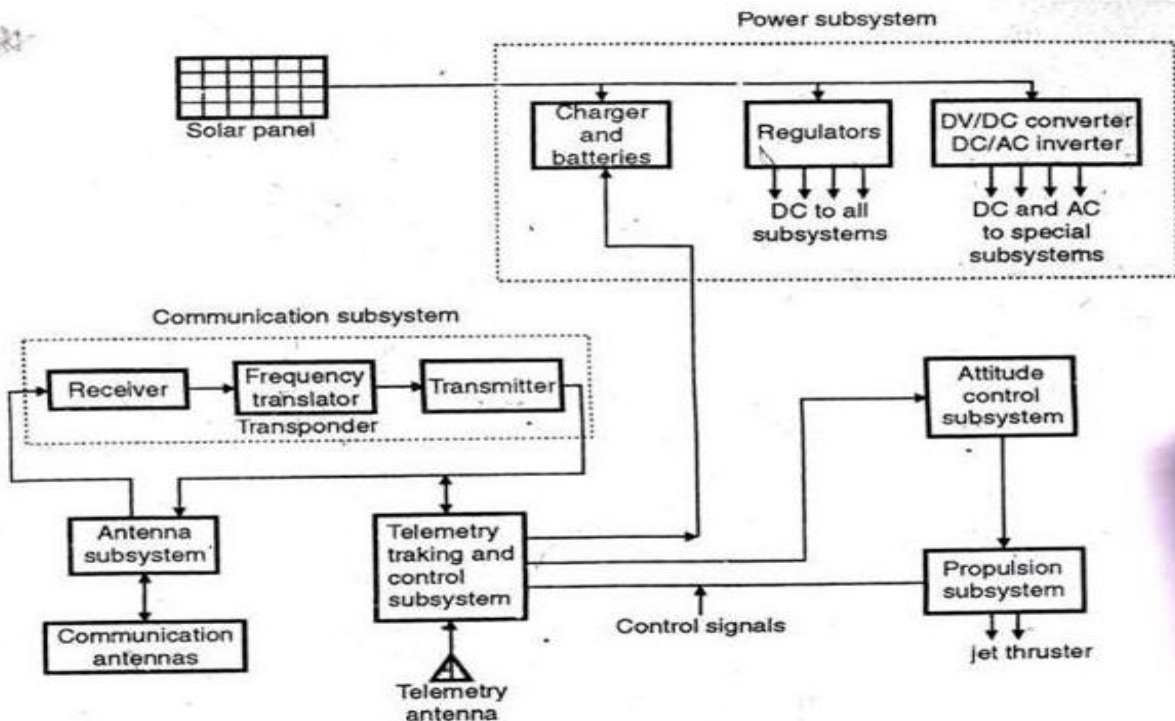 Power subsystem
Solar panel
Charger
and
batteries
Regulators
DV/DC converter
DC/AC inverter
DC to all
subsystems
DC and AC
to special
subsystems
Communication subsystem
Receiver
Frequency
translator
Transmitter
Transponder
Attitude
control
subsystem
Antenna
subsystem
Telemetry
traking and
control
subsystem
Propulsion
subsystem
Control signals
Communication
antennas
jet thruster
Telemetry
antenna